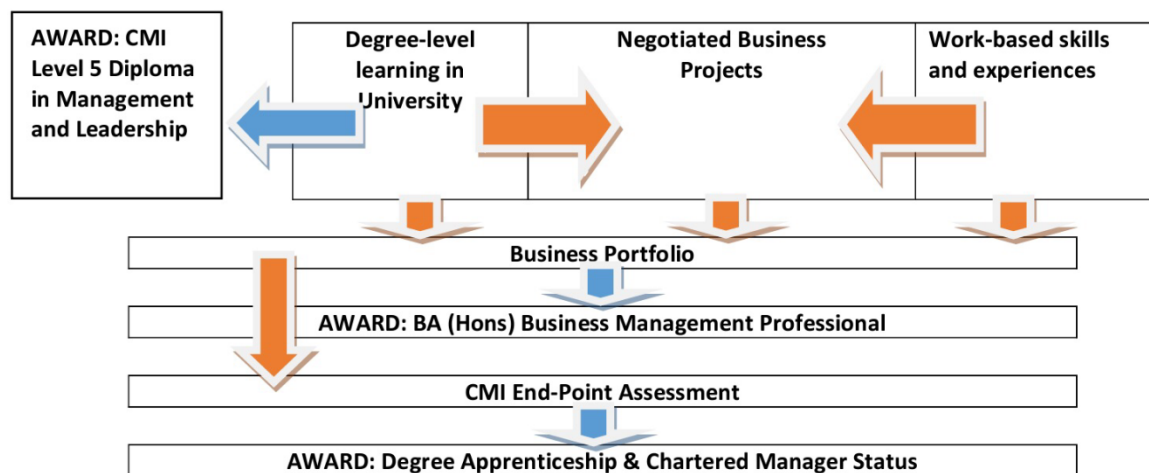 AWARD: CMI
Level 5 Diploma
in Management
and Leadership
Degree-level
learning in
University
Negotiated Business
Projects
Work-based skills
and experiences
Business Portfolio
AWARD: BA (Hons) Business Management Professional
CMI End-Point Assessment
AWARD: Degree Apprenticeship & Chartered Manager Status